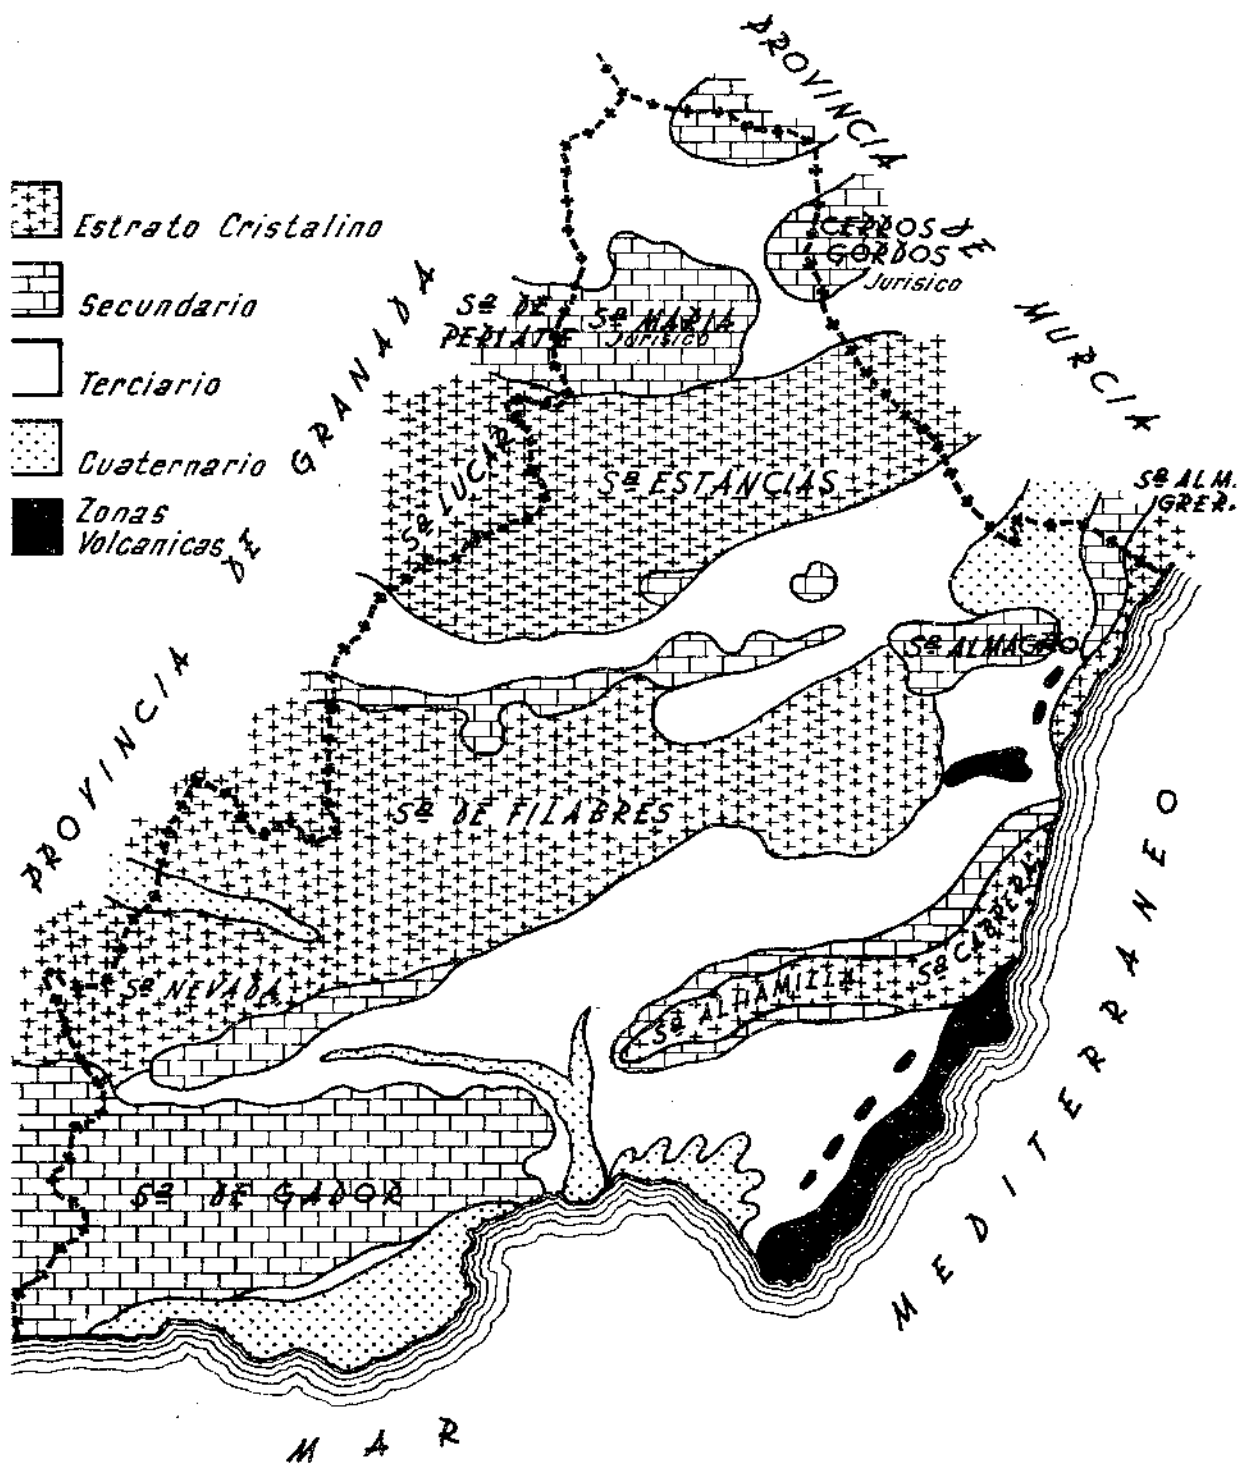 PROVINCIA
DE
MURCIA
Estrato Cristalino
Secundario
Terciario
Cuaternario
Zonas
Volcanicas
PROVINCIA
DE
GRANADA
CERROS
GORDOS
Jurisico
Sª DE
PERIATE
Sª MARIA
Jurisico
Sª LUCAR
Sª ESTANCIAS
Sª ALM.
GRER.
Sª ALMAGRO
Sª DE FILABRES
Sª NEVADA
Sª ALHAMILLA
Sª CABRERA
Sª DE GADOR
MAR
MEDITERRANEO